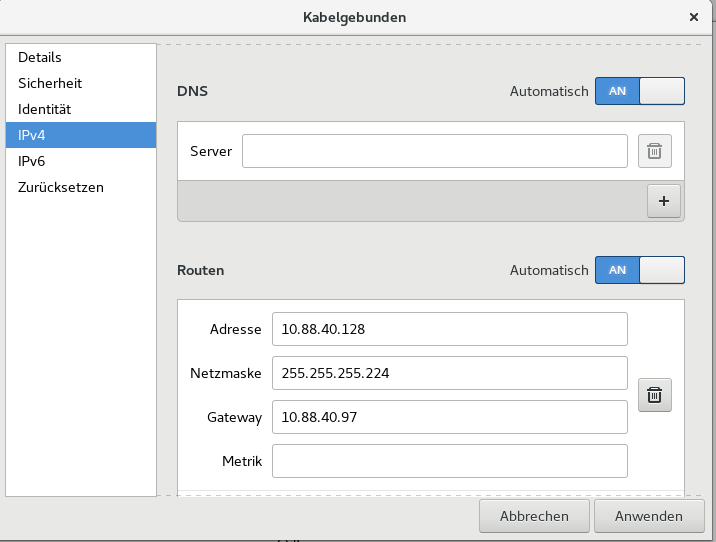 Kabelgebunden
Details
Sicherheit
Identität
IPv4
IPv6
Zurücksetzen
DNS
Automatisch
AN
Server
+
Routen
Automatisch
AN
Adresse
10.88.40.128
Netzmaske
255.255.255.224
Gateway
10.88.40.97
Metrik
Abbrechen
Anwenden